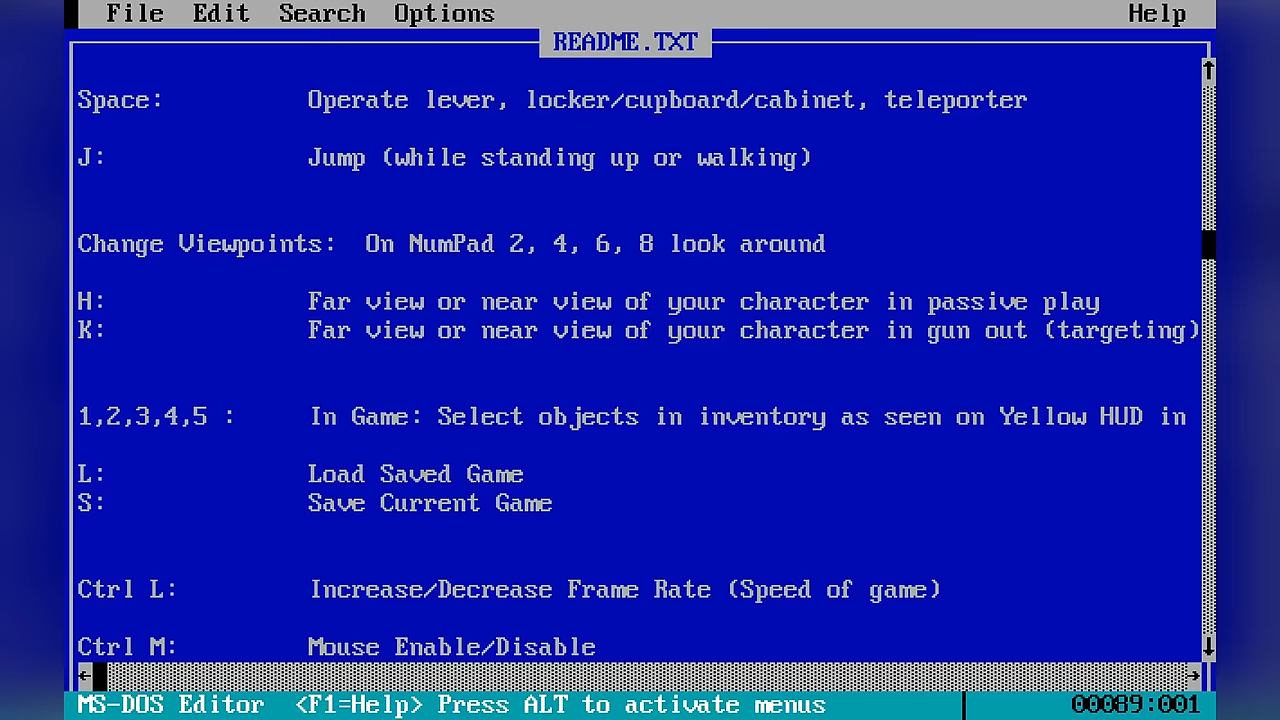 File Edit Search Options Help
README.TXT
Space: Operate lever, locker/cupboard/cabinet, teleporter
J: Jump (while standing up or walking)
Change Viewpoints: On NumPad 2, 4, 6, 8 look around
H: Far view or near view of your character in passive play
K: Far view or near view of your character in gun out (targeting)
1,2,3,4,5 : In Game: Select objects in inventory as seen on Yellow HUD in
L: Load Saved Game
S: Save Current Game
Ctrl L: Increase/Decrease Frame Rate (Speed of game)
Ctrl M: Mouse Enable/Disable
MS-DOS Editor <F1=Help> Press ALT to activate menus 00089:001